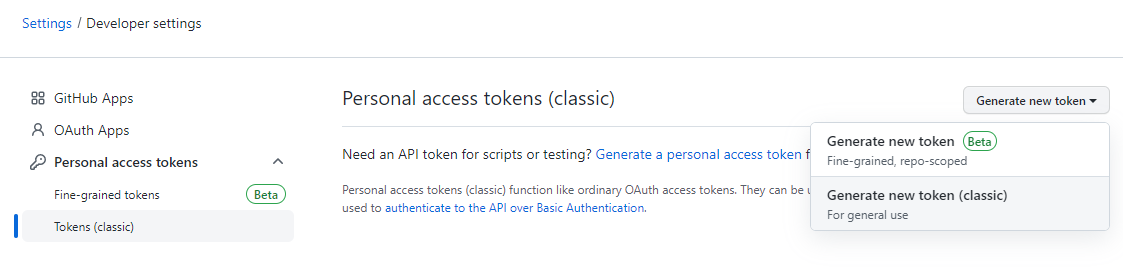 Settings / Developer settings
GitHub Apps
OAuth Apps
Personal access tokens
Fine-grained tokens Beta
Tokens (classic)
Personal access tokens (classic)
Generate new token
Need an API token for scripts or testing? Generate a personal access token
Personal access tokens (classic) function like ordinary OAuth access tokens. They can be
used to authenticate to the API over Basic Authentication.
Generate new token Beta
Fine-grained, repo-scoped
Generate new token (classic)
For general use